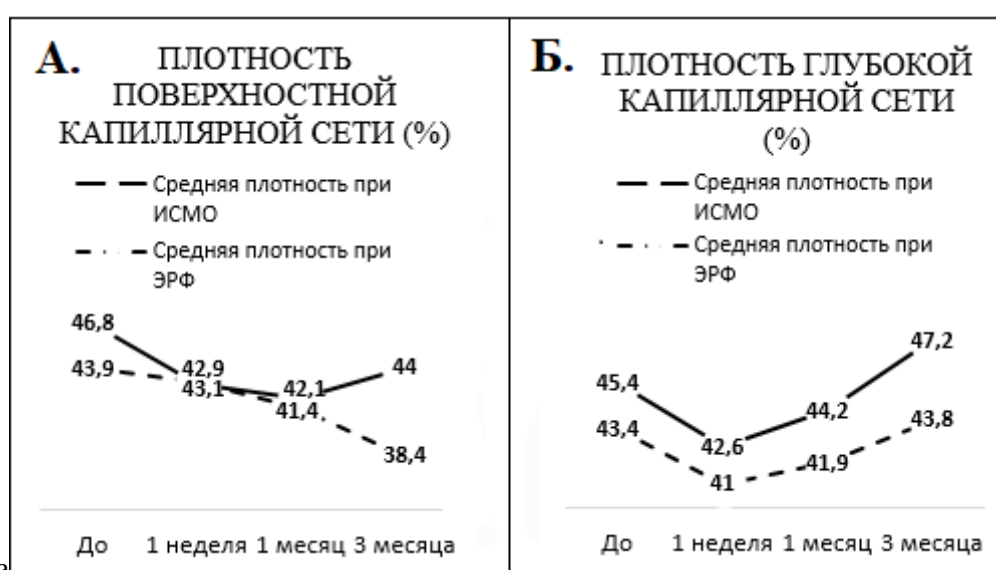 А. ПЛОТНОСТЬ
ПОВЕРХНОСТНОЙ
КАПИЛЛЯРНОЙ СЕТИ (%)
Средняя плотность при
ИСМО
Средняя плотность при
ЭРФ
46,8
43,9
42,9
43,1
42,1
41,4
44
38,4
До 1 неделя 1 месяц 3 месяца
Б. ПЛОТНОСТЬ ГЛУБОКОЙ
КАПИЛЛЯРНОЙ СЕТИ
(%)
Средняя плотность при
ИСМО
Средняя плотность при
ЭРФ
45,4
43,4
42,6
41
44,2
41,9
47,2
43,8
До 1 неделя 1 месяц 3 месяца